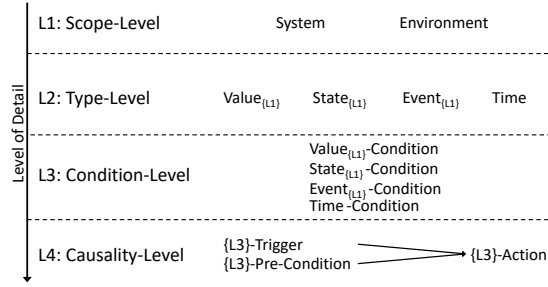 Level of Detail
L1: Scope-Level System Environment
L2: Type-Level Value{L1} State{L1} Event{L1} Time
L3: Condition-Level
Value{L1}-Condition
State{L1}-Condition
Event{L1}-Condition
Time-Condition
L4: Causality-Level
{L3}-Trigger
{L3}-Pre-Condition
{L3}-Action